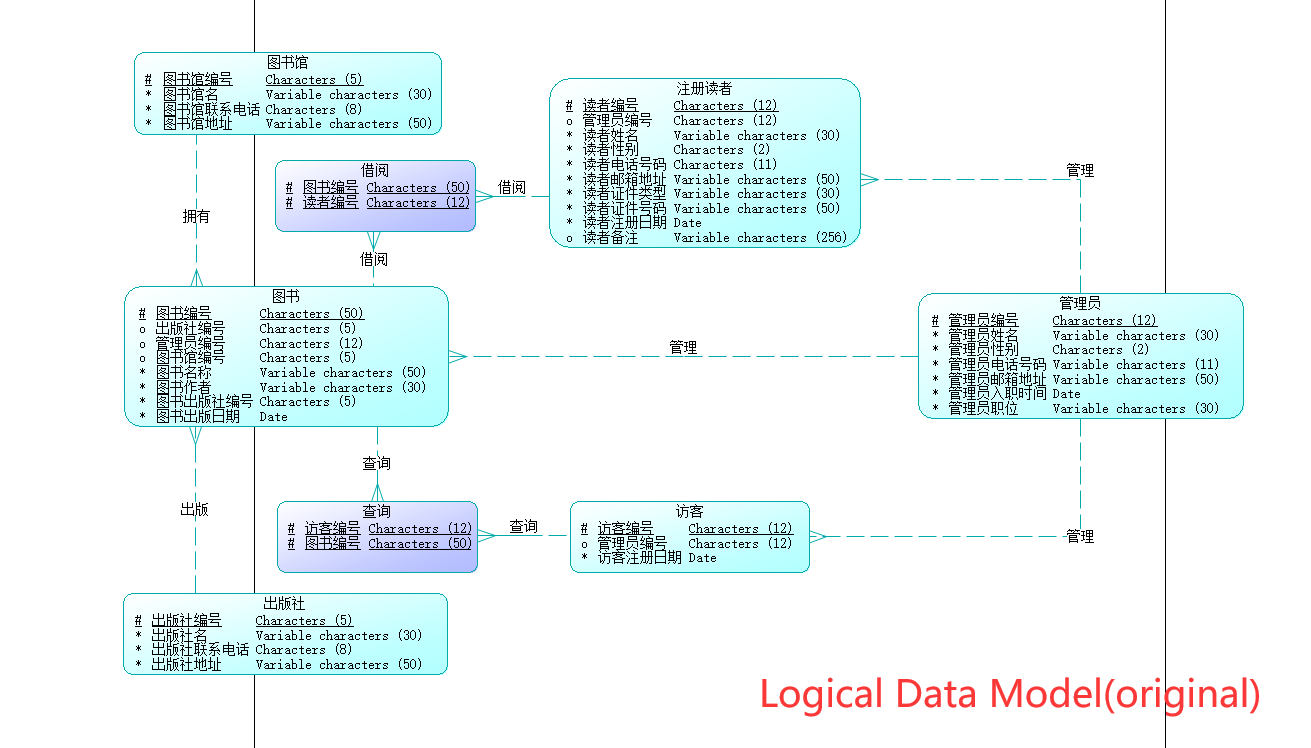 图书馆
# 图书馆编号 Characters (5)
* 图书馆名 Variable characters (30)
* 图书馆联系电话 Characters (8)
* 图书馆地址 Variable characters (50)
注册读者
# 读者编号 Characters (12)
o 管理员编号 Characters (12)
* 读者姓名 Variable characters (30)
* 读者性别 Characters (2)
* 读者电话号码 Characters (11)
* 读者邮箱地址 Variable characters (50)
* 读者证件类型 Variable characters (30)
* 读者证件号码 Variable characters (50)
* 读者注册日期 Date
o 读者备注 Variable characters (256)
借阅
# 图书编号 Characters (50)
# 读者编号 Characters (12)
借阅
管理
拥有
借阅
图书
# 图书编号 Characters (50)
o 出版社编号 Characters (5)
o 管理员编号 Characters (12)
o 图书馆编号 Characters (5)
* 图书名称 Variable characters (50)
* 图书作者 Variable characters (30)
* 图书出版社编号 Characters (5)
* 图书出版日期 Date
管理
管理员
# 管理员编号 Characters (12)
* 管理员姓名 Variable characters (30)
* 管理员性别 Characters (2)
* 管理员电话号码 Variable characters (11)
* 管理员邮箱地址 Variable characters (50)
* 管理员入职时间 Date
* 管理员职位 Variable characters (30)
查询
出版
查询
# 访客编号 Characters (12)
# 图书编号 Characters (50)
查询
访客
# 访客编号 Characters (12)
o 管理员编号 Characters (12)
* 访客注册日期 Date
管理
出版社
# 出版社编号 Characters (5)
* 出版社名 Variable characters (30)
* 出版社联系电话 Characters (8)
* 出版社地址 Variable characters (50)
Logical Data Model(original)